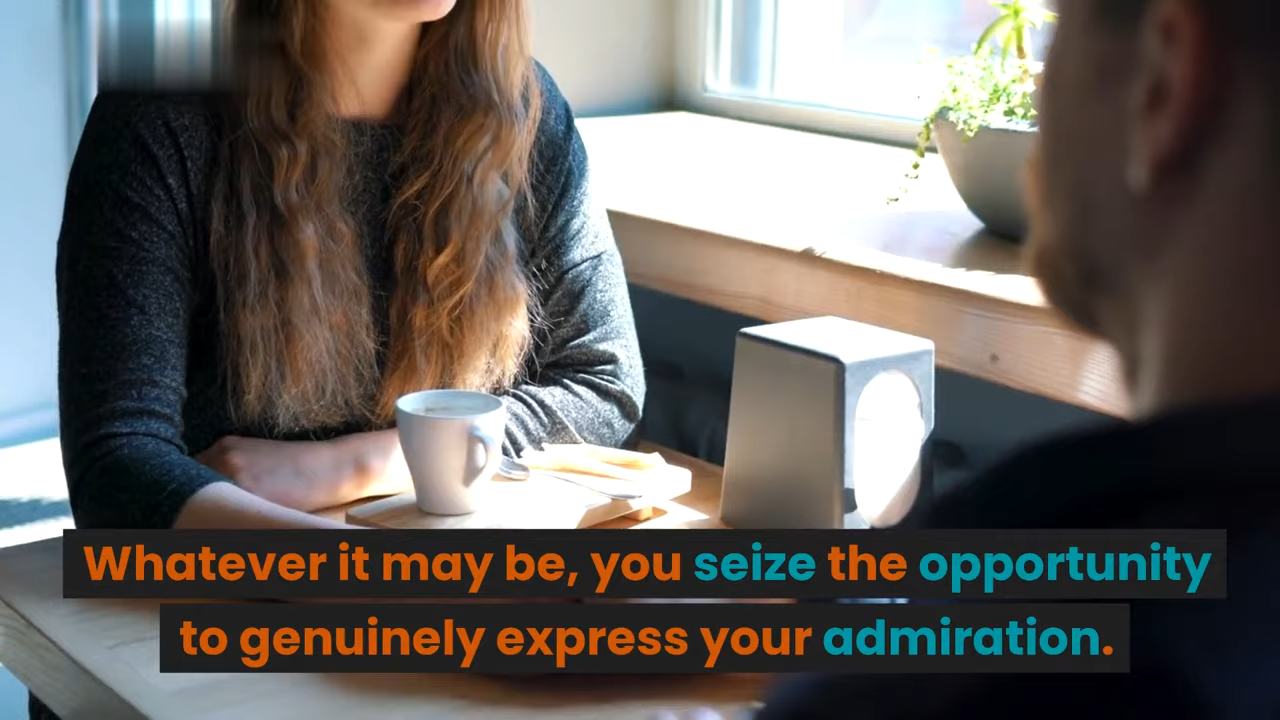 Whatever it may be, you seize the opportunity
to genuinely express your admiration.